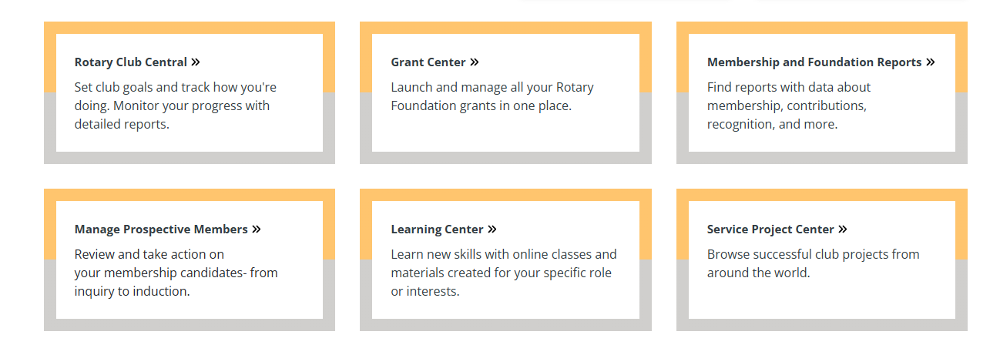 Rotary Club Central »
Set club goals and track how you're
doing. Monitor your progress with
detailed reports.
Grant Center »
Launch and manage all your Rotary
Foundation grants in one place.
Membership and Foundation Reports »
Find reports with data about
membership, contributions,
recognition, and more.
Manage Prospective Members »
Review and take action on
your membership candidates- from
inquiry to induction.
Learning Center »
Learn new skills with online classes and
materials created for your specific role
or interests.
Service Project Center »
Browse successful club projects from
around the world.